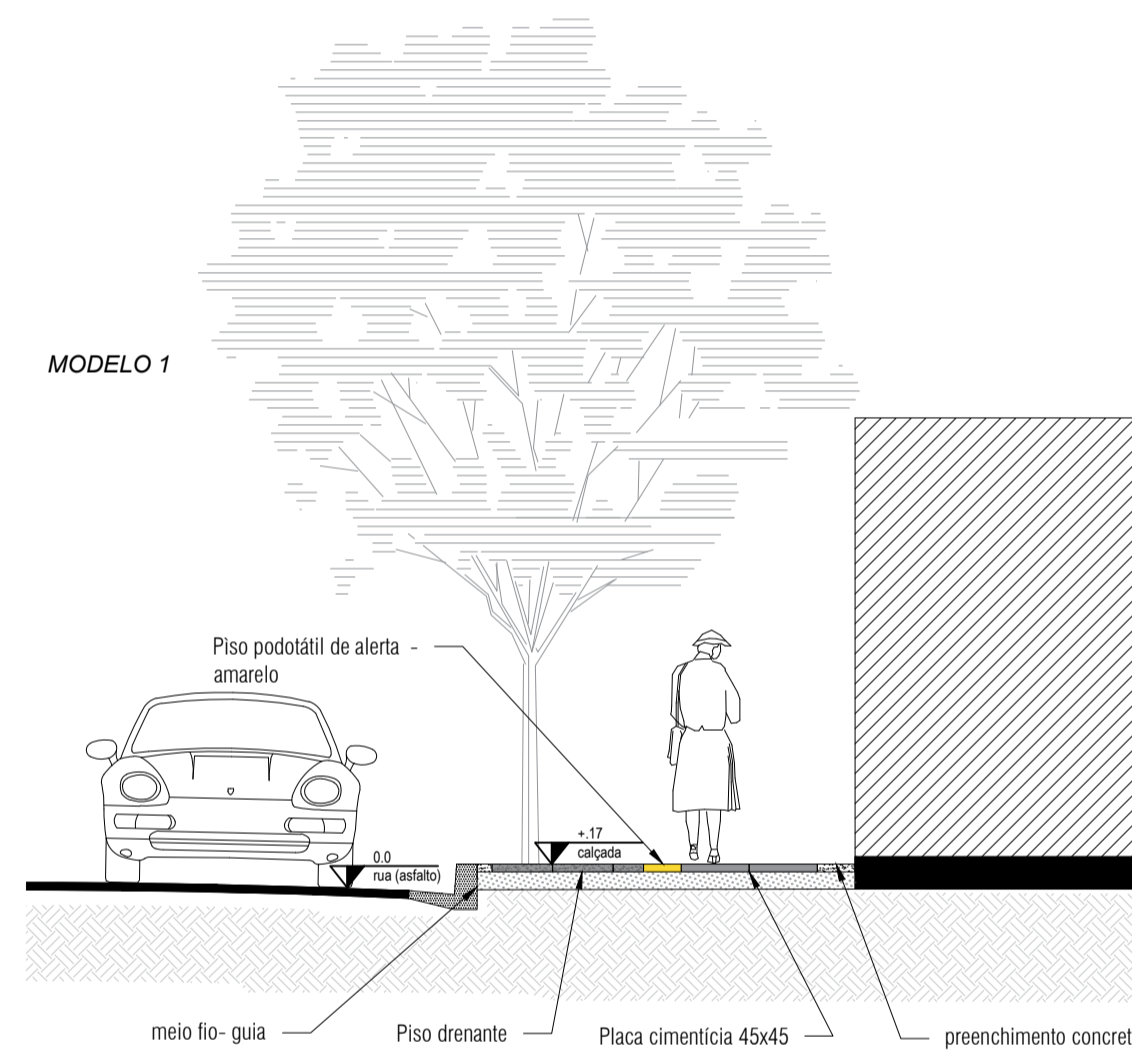 MODELO 1
Piso podotátil de alerta -
amarelo
+.17
calçada
0.0
rua (asfalto)
meio fio- guia
Piso drenante
Placa cimentícia 45x45
preenchimento concret